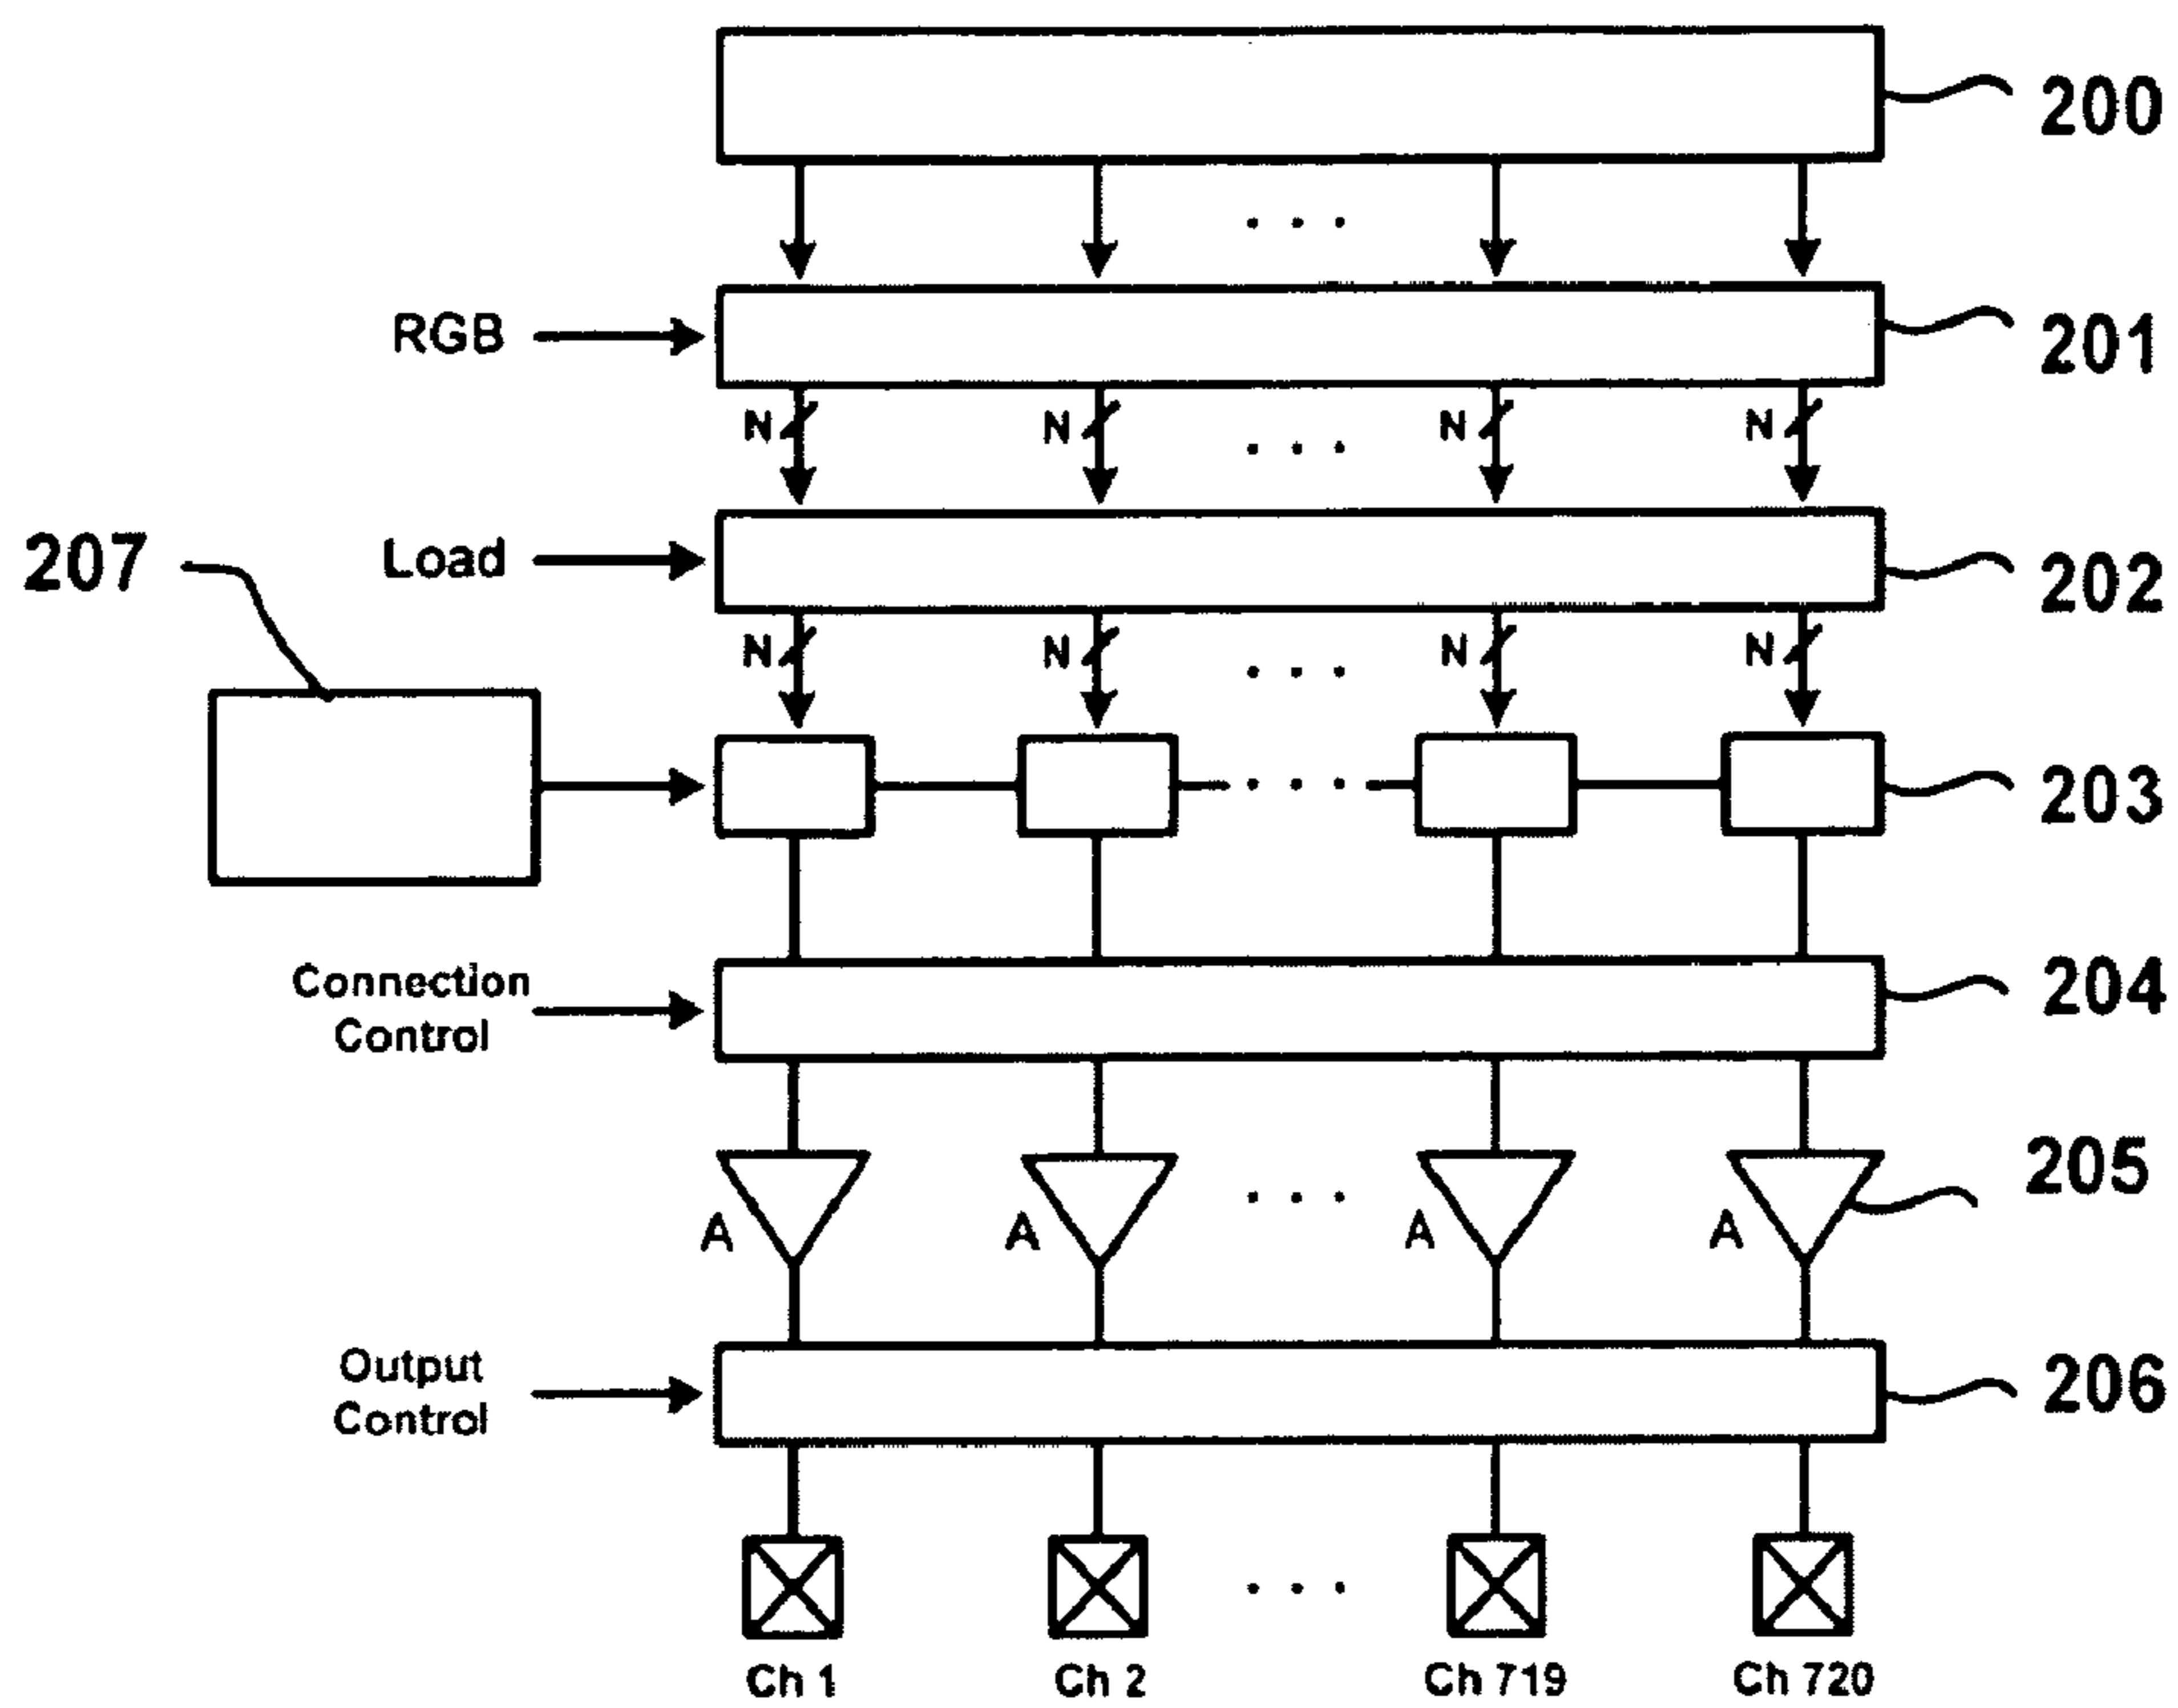 200
RGB
201
N N N N
207
Load
202
N N N N
203
Connection
Control
204
205
A A A A
Output
Control
206
Ch 1 Ch 2 Ch 719 Ch 720